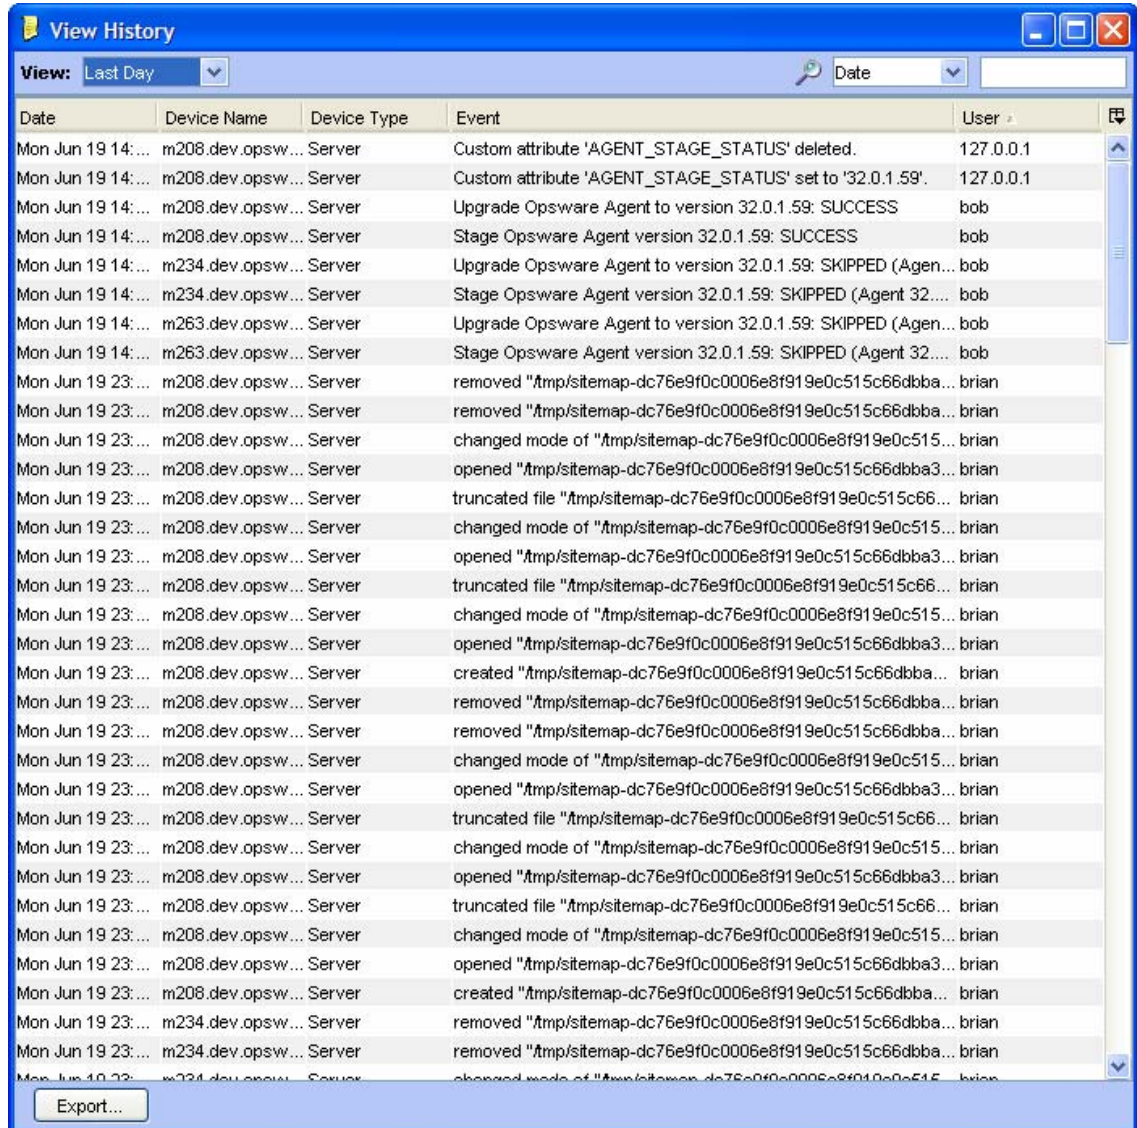 View History
View: Last Day Date
Date Device Name Device Type Event User
Mon Jun 19 14:... m208.dev.opsw... Server Custom attribute 'AGENT_STAGE_STATUS' deleted. 127.0.0.1
Mon Jun 19 14:... m208.dev.opsw... Server Custom attribute 'AGENT_STAGE_STATUS' set to '32.0.1.59'. 127.0.0.1
Mon Jun 19 14:... m208.dev.opsw... Server Upgrade Opsware Agent to version 32.0.1.59: SUCCESS bob
Mon Jun 19 14:... m208.dev.opsw... Server Stage Opsware Agent version 32.0.1.59: SUCCESS bob
Mon Jun 19 14:... m234.dev.opsw... Server Upgrade Opsware Agent to version 32.0.1.59: SKIPPED (Agen... bob
Mon Jun 19 14:... m234.dev.opsw... Server Stage Opsware Agent version 32.0.1.59: SKIPPED (Agent 32.... bob
Mon Jun 19 14:... m263.dev.opsw... Server Upgrade Opsware Agent to version 32.0.1.59: SKIPPED (Agen... bob
Mon Jun 19 14:... m263.dev.opsw... Server Stage Opsware Agent version 32.0.1.59: SKIPPED (Agent 32.... bob
Mon Jun 19 23:... m208.dev.opsw... Server removed "/tmp/sitemap-dc76e9f0c0006e8f919e0c515c66dbba... brian
Mon Jun 19 23:... m208.dev.opsw... Server removed "/tmp/sitemap-dc76e9f0c0006e8f919e0c515c66dbba... brian
Mon Jun 19 23:... m208.dev.opsw... Server changed mode of "/tmp/sitemap-dc76e9f0c0006e8f919e0c515... brian
Mon Jun 19 23:... m208.dev.opsw... Server opened "/tmp/sitemap-dc76e9f0c0006e8f919e0c515c66dbba3... brian
Mon Jun 19 23:... m208.dev.opsw... Server truncated file "/tmp/sitemap-dc76e9f0c0006e8f919e0c515c66... brian
Mon Jun 19 23:... m208.dev.opsw... Server changed mode of "/tmp/sitemap-dc76e9f0c0006e8f919e0c515... brian
Mon Jun 19 23:... m208.dev.opsw... Server opened "/tmp/sitemap-dc76e9f0c0006e8f919e0c515c66dbba3... brian
Mon Jun 19 23:... m208.dev.opsw... Server truncated file "/tmp/sitemap-dc76e9f0c0006e8f919e0c515c66... brian
Mon Jun 19 23:... m208.dev.opsw... Server changed mode of "/tmp/sitemap-dc76e9f0c0006e8f919e0c515... brian
Mon Jun 19 23:... m208.dev.opsw... Server opened "/tmp/sitemap-dc76e9f0c0006e8f919e0c515c66dbba3... brian
Mon Jun 19 23:... m208.dev.opsw... Server created "/tmp/sitemap-dc76e9f0c0006e8f919e0c515c66dbba... brian
Mon Jun 19 23:... m208.dev.opsw... Server removed "/tmp/sitemap-dc76e9f0c0006e8f919e0c515c66dbba... brian
Mon Jun 19 23:... m208.dev.opsw... Server removed "/tmp/sitemap-dc76e9f0c0006e8f919e0c515c66dbba... brian
Mon Jun 19 23:... m208.dev.opsw... Server changed mode of "/tmp/sitemap-dc76e9f0c0006e8f919e0c515... brian
Mon Jun 19 23:... m208.dev.opsw... Server opened "/tmp/sitemap-dc76e9f0c0006e8f919e0c515c66dbba3... brian
Mon Jun 19 23:... m208.dev.opsw... Server truncated file "/tmp/sitemap-dc76e9f0c0006e8f919e0c515c66... brian
Mon Jun 19 23:... m208.dev.opsw... Server changed mode of "/tmp/sitemap-dc76e9f0c0006e8f919e0c515... brian
Mon Jun 19 23:... m208.dev.opsw... Server opened "/tmp/sitemap-dc76e9f0c0006e8f919e0c515c66dbba3... brian
Mon Jun 19 23:... m208.dev.opsw... Server truncated file "/tmp/sitemap-dc76e9f0c0006e8f919e0c515c66... brian
Mon Jun 19 23:... m208.dev.opsw... Server changed mode of "/tmp/sitemap-dc76e9f0c0006e8f919e0c515... brian
Mon Jun 19 23:... m208.dev.opsw... Server opened "/tmp/sitemap-dc76e9f0c0006e8f919e0c515c66dbba3... brian
Mon Jun 19 23:... m208.dev.opsw... Server created "/tmp/sitemap-dc76e9f0c0006e8f919e0c515c66dbba... brian
Mon Jun 19 23:... m234.dev.opsw... Server removed "/tmp/sitemap-dc76e9f0c0006e8f919e0c515c66dbba... brian
Mon Jun 19 23:... m234.dev.opsw... Server removed "/tmp/sitemap-dc76e9f0c0006e8f919e0c515c66dbba... brian
Mon Jun 19 23:... m234.dev.opsw... Server changed mode of "/tmp/sitemap-dc76e9f0c0006e8f919e0c515... brian
Export...